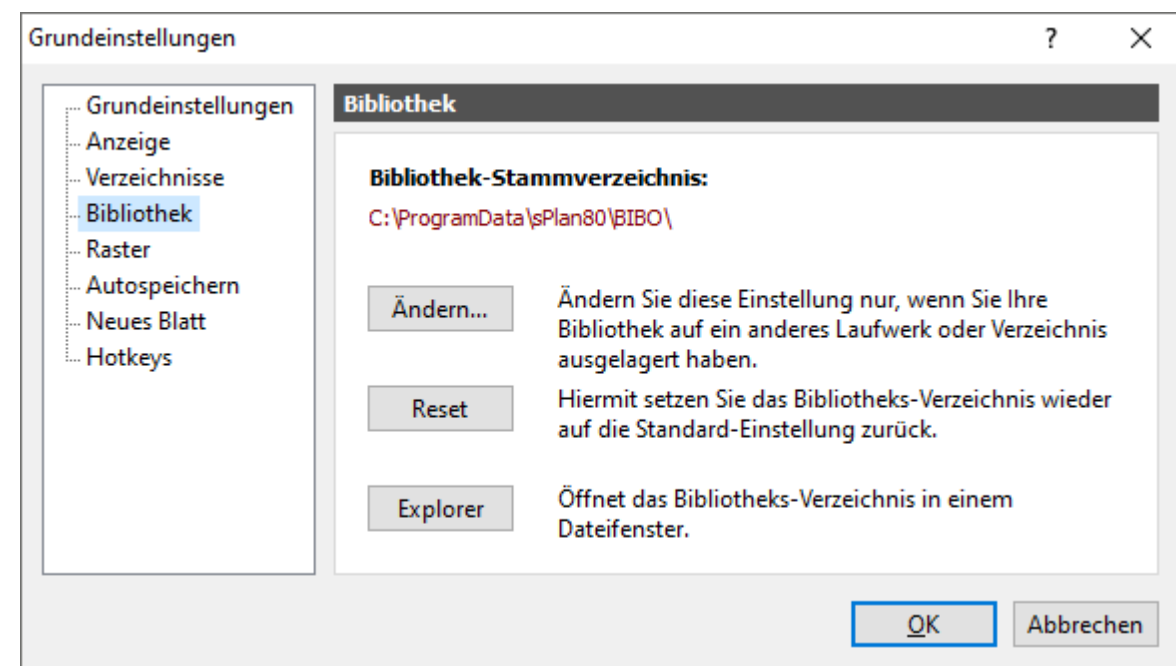 Grundeinstellungen
?
Grundeinstellungen
Anzeige
Verzeichnisse
Bibliothek
Raster
Autospeichern
Neues Blatt
Hotkeys
Bibliothek
Bibliothek-Stammverzeichnis:
C:\ProgramData\sPlan80\BIBO\
Ändern...
Ändern Sie diese Einstellung nur, wenn Sie Ihre
Bibliothek auf ein anderes Laufwerk oder Verzeichnis
ausgelagert haben.
Reset
Hiermit setzen Sie das Bibliotheks-Verzeichnis wieder
auf die Standard-Einstellung zurück.
Explorer
Öffnet das Bibliotheks-Verzeichnis in einem
Dateifenster.
OK
Abbrechen